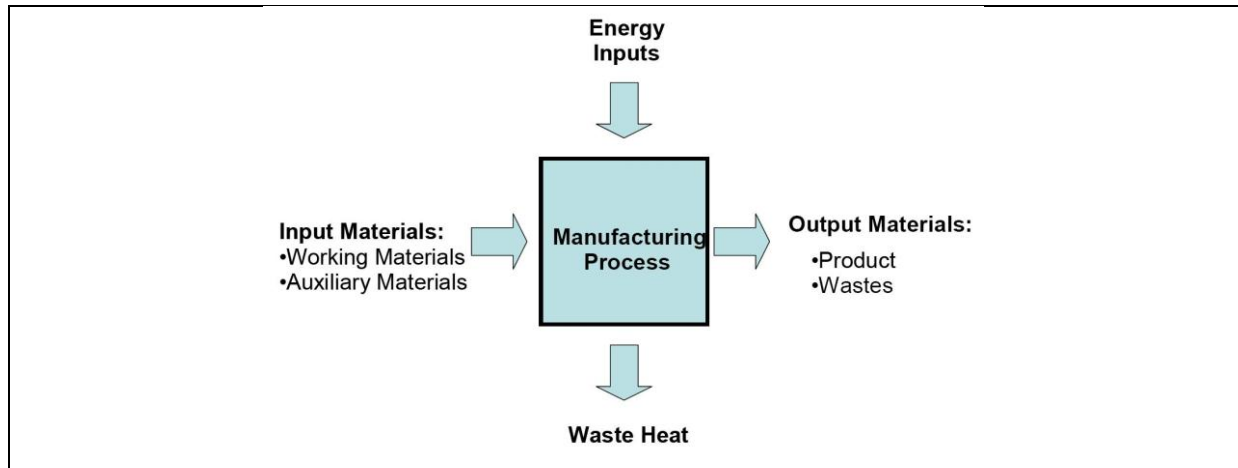 Energy
Inputs
Input Materials:
•Working Materials
•Auxiliary Materials
Manufacturing
Process
Output Materials:
•Product
•Wastes
Waste Heat